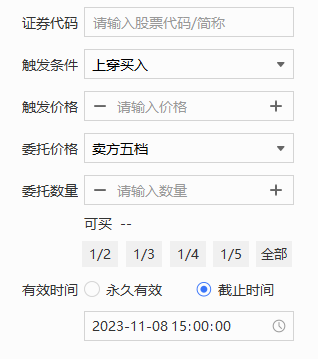 证券代码 请输入股票代码/简称
触发条件 上穿买入
触发价格 — 请输入价格 +
委托价格 卖方五档
委托数量 — 请输入数量 +
可买 --
1/2 1/3 1/4 1/5 全部
有效时间 永久有效 截止时间
2023-11-08 15:00:00